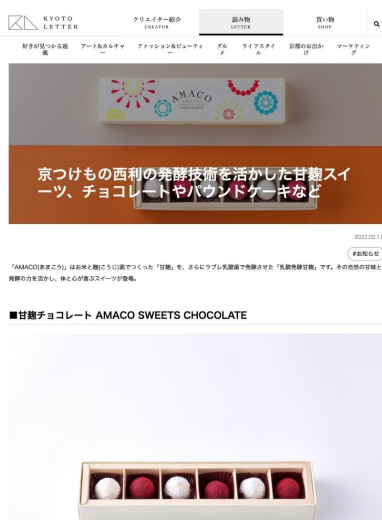 KYOTO
LETTER
クリエイター紹介
CREATOR
読み物
LETTER
買い物
SHOP
好きが見つかる連載
アート&カルチャー
ファッション&ビューティー
グルメ
ライフスタイル
京都のお出かけ
マーケティング
AMACO
SWEETS
CHOCOLATE
京つけもの西利の発酵技術を活かした甘麹スイ
ーツ、チョコレートやパウンドケーキなど
2022.02.11
#お知らせ
「AMACO(あまこう)」はお米と麹(こうじ)菌でつくった「甘麹」を、さらにラブレ乳酸菌で発酵させた「乳酸発酵甘麹」です。その自然の甘味と
発酵の力を活かし、体と心が喜ぶスイーツが登場。
■甘麹チョコレート AMACO SWEETS CHOCOLATE